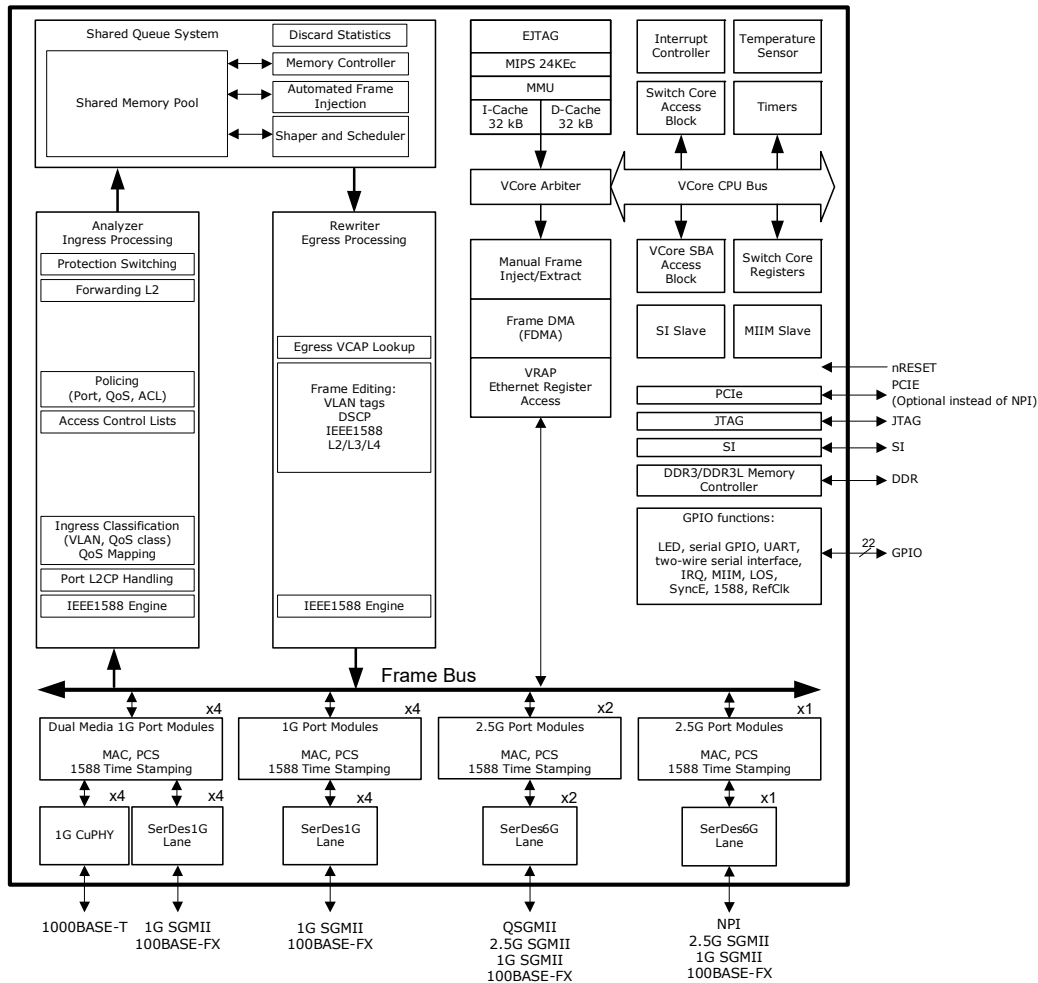 Shared Queue System
Discard Statistics
Shared Memory Pool
Memory Controller
Automated Frame
Injection
Shaper and Scheduler
EJTAG
MIPS 24KEc
MMU
I-Cache
32 kB
D-Cache
32 kB
Interrupt
Controller
Temperature
Sensor
Switch Core
Access
Block
Timers
VCore Arbiter
VCore CPU Bus
Analyzer
Ingress Processing
Protection Switching
Forwarding L2
Policing
(Port, QoS, ACL)
Access Control Lists
Ingress Classification
(VLAN, QoS class)
QoS Mapping
Port L2CP Handling
IEEE1588 Engine
Rewriter
Egress Processing
Egress VCAP Lookup
Frame Editing:
VLAN tags
DSCP
IEEE1588
L2/L3/L4
IEEE1588 Engine
Manual Frame
Inject/Extract
Frame DMA
(FDMA)
VRAP
Ethernet Register
Access
VCore SBA
Access
Block
Switch Core
Registers
SI Slave
MIIM Slave
nRESET
PCIe
PCIE
(Optional instead of NPI)
JTAG
JTAG
SI
SI
DDR3/DDR3L Memory
Controller
DDR
GPIO functions:
LED, serial GPIO, UART,
two-wire serial interface,
IRQ, MIIM, LOS,
SyncE, 1588, RefClk
22
GPIO
Frame Bus
x4
Dual Media 1G Port Modules
MAC, PCS
1588 Time Stamping
x4
1G Port Modules
MAC, PCS
1588 Time Stamping
x2
2.5G Port Modules
MAC, PCS
1588 Time Stamping
x1
2.5G Port Modules
MAC, PCS
1588 Time Stamping
x4
1G CuPHY
x4
SerDes1G
Lane
x4
SerDes1G
Lane
x2
SerDes6G
Lane
x1
SerDes6G
Lane
1000BASE-T
1G SGMII
100BASE-FX
1G SGMII
100BASE-FX
QSGMII
2.5G SGMII
1G SGMII
100BASE-FX
NPI
2.5G SGMII
1G SGMII
100BASE-FX